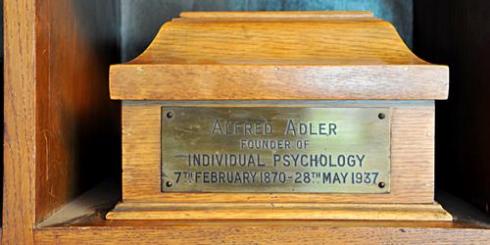 ALFRED ADLER
FOUNDER OF
INDIVIDUAL PSYCHOLOGY
7TH FEBRUARY 1870-28TH MAY 1937